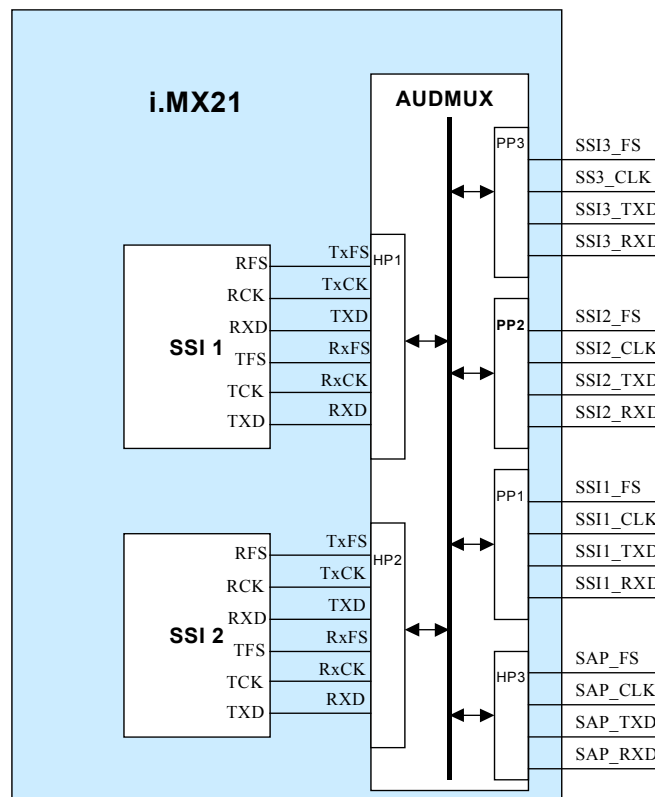 i.MX21
AUDMUX
PP3
SSI3_FS
SS3_CLK
SSI3_TXD
SSI3_RXD
SSI 1
RFS
RCK
RXD
TFS
TCK
TXD
TxFS
TxCK
TXD
RxFS
RxCK
RXD
HP1
PP2
SSI2_FS
SSI2_CLK
SSI2_TXD
SSI2_RXD
PP1
SSI1_FS
SSI1_CLK
SSI1_TXD
SSI1_RXD
SSI 2
RFS
RCK
RXD
TFS
TCK
TXD
TxFS
TxCK
TXD
RxFS
RxCK
RXD
HP2
HP3
SAP_FS
SAP_CLK
SAP_TXD
SAP_RXD